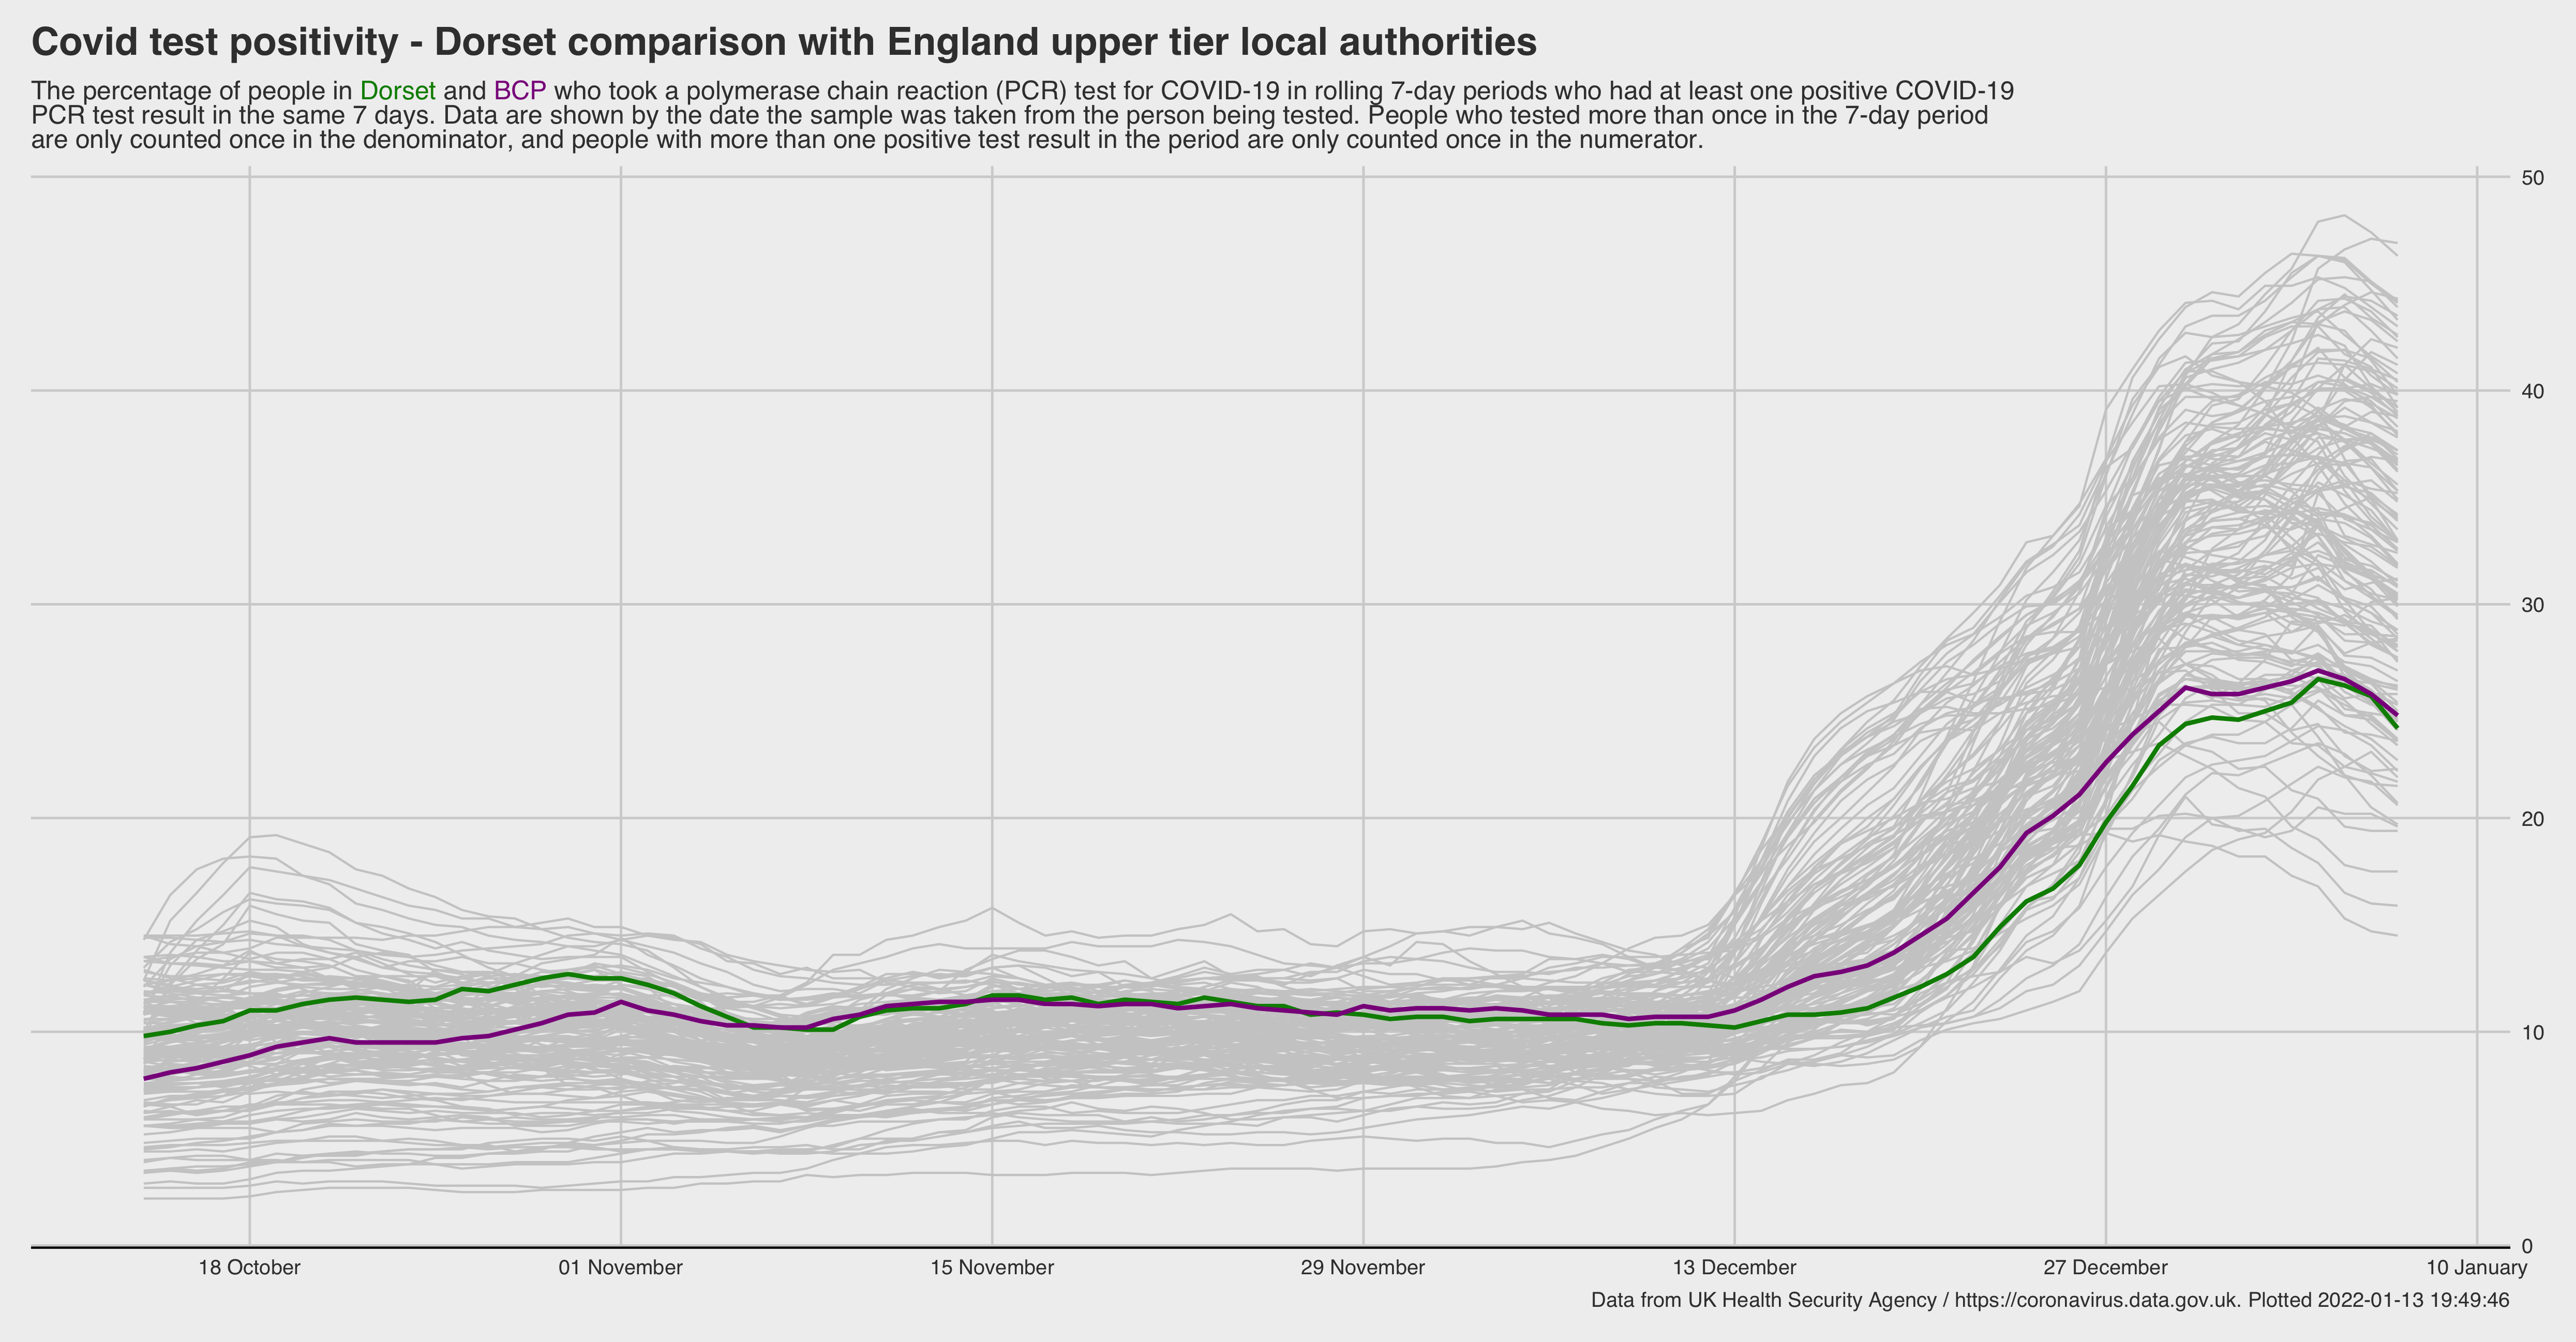 Covid test positivity - Dorset comparison with England upper tier local authorities
The percentage of people in Dorset and BCP who took a polymerase chain reaction (PCR) test for COVID-19 in rolling 7-day periods who had at least one positive COVID-19
PCR test result in the same 7 days. Data are shown by the date the sample was taken from the person being tested. People who tested more than once in the 7-day period
are only counted once in the denominator, and people with more than one positive test result in the period are only counted once in the numerator.
50
40
30
20
10
0
18 October 01 November 15 November 29 November 13 December 27 December 10 January
Data from UK Health Security Agency / https://coronavirus.data.gov.uk. Plotted 2022-01-13 19:49:46